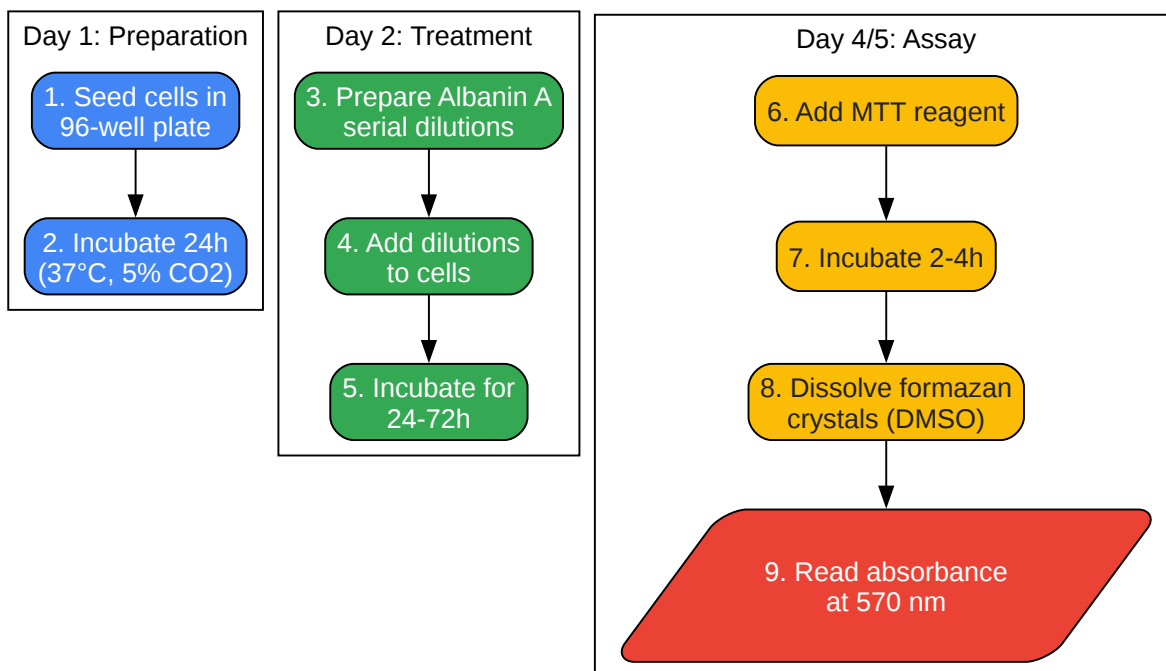 Day 1: Preparation
1. Seed cells in
96-well plate
2. Incubate 24h
(37°C, 5% CO2)
Day 2: Treatment
3. Prepare Albanin A
serial dilutions
4. Add dilutions
to cells
5. Incubate for
24-72h
Day 4/5: Assay
6. Add MTT reagent
7. Incubate 2-4h
8. Dissolve formazan
crystals (DMSO)
9. Read absorbance
at 570 nm